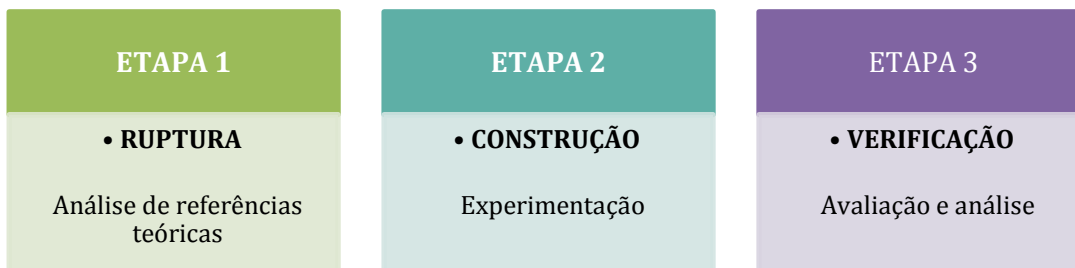 ETAPA 1
• RUPTURA
Análise de referências
teóricas
ETAPA 2
• CONSTRUÇÃO
Experimentação
ETAPA 3
• VERIFICAÇÃO
Avaliação e análise